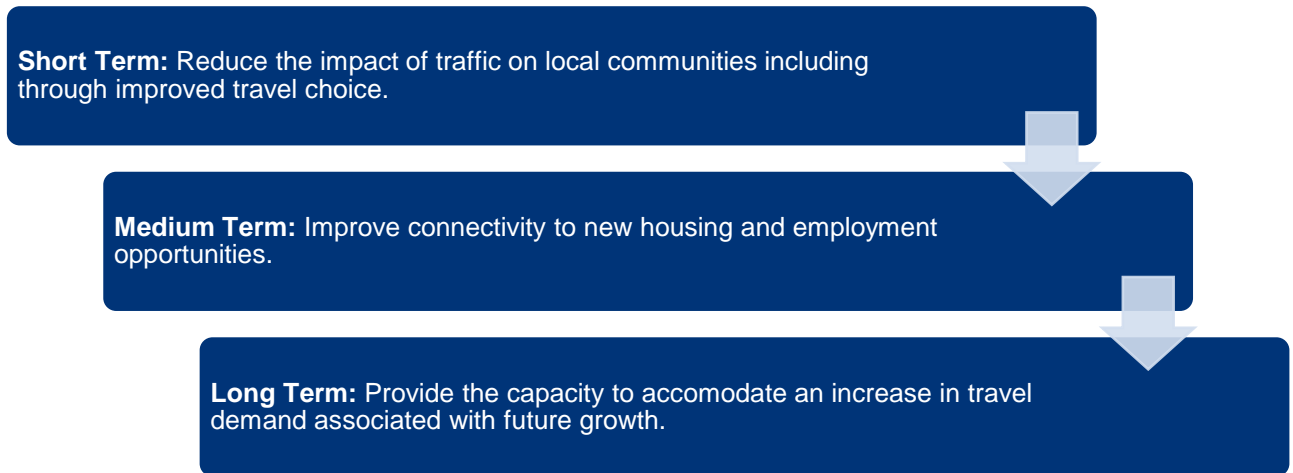 Short Term: Reduce the impact of traffic on local communities including
through improved travel choice.
Medium Term: Improve connectivity to new housing and employment
opportunities.
Long Term: Provide the capacity to accomodate an increase in travel
demand associated with future growth.